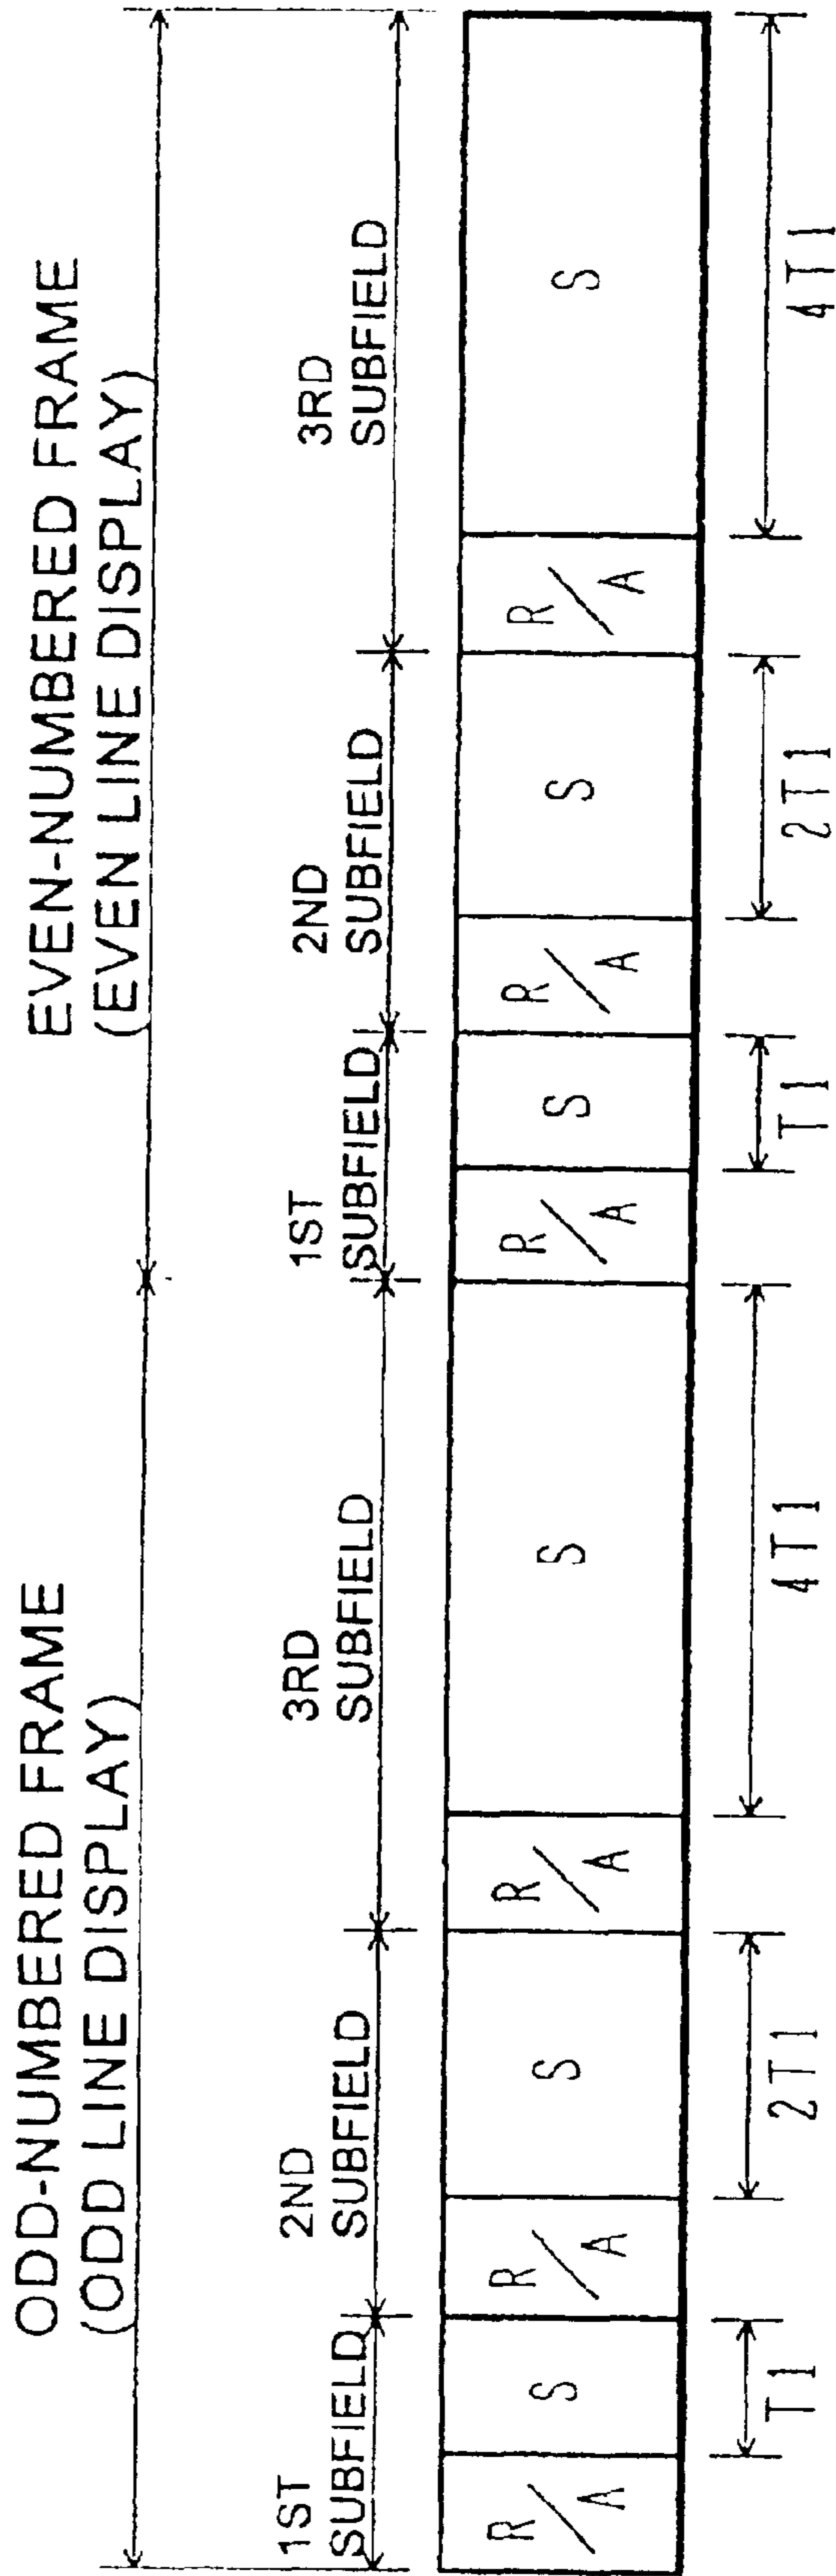 ODD-NUMBERED FRAME
(ODD LINE DISPLAY)
EVEN-NUMBERED FRAME
(EVEN LINE DISPLAY)
1ST
SUBFIELD
2ND
SUBFIELD
3RD
SUBFIELD
1ST
SUBFIELD
2ND
SUBFIELD
3RD
SUBFIELD
R/A
S
R/A
S
R/A
S
R/A
S
R/A
S
R/A
S
T1
2T1
4T1
T1
2T1
4T1